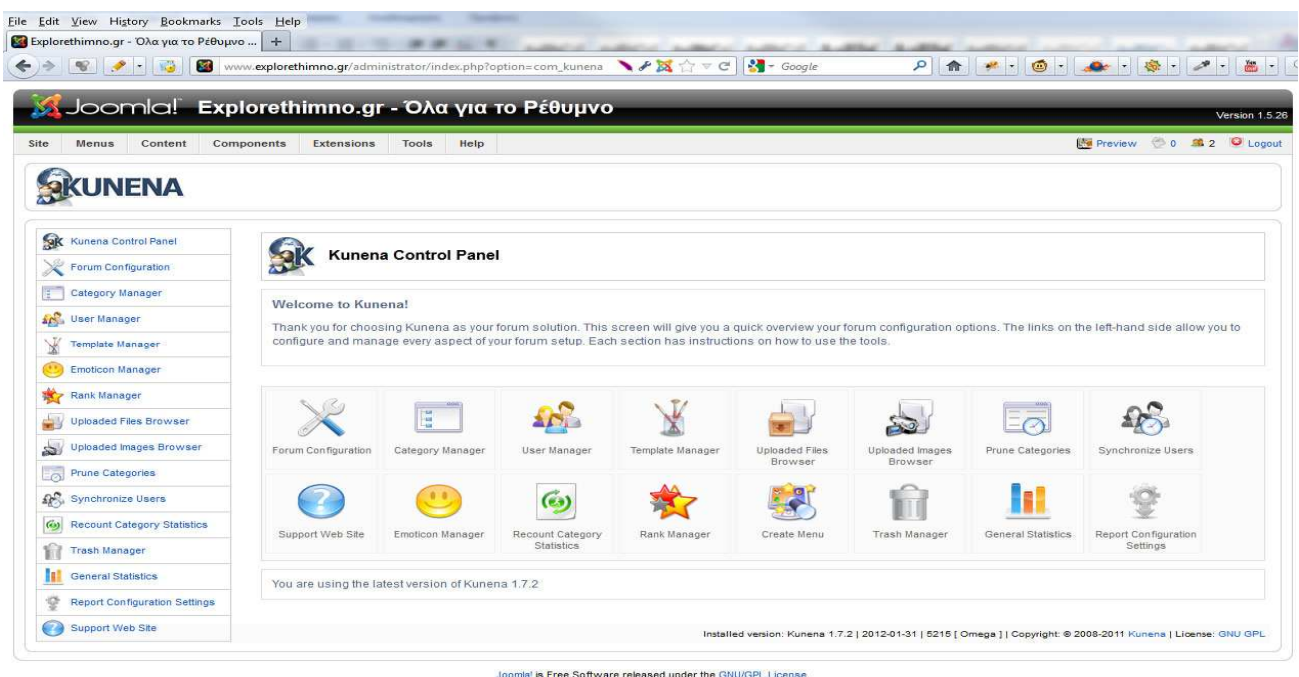 File Edit View History Bookmarks Tools Help
Explorethimno.gr - Όλα για το Ρέθυμνο ... +
www.explorethimno.gr/administrator/index.php?option=com_kunena Google
Joomla! Explorethimno.gr - Όλα για το Ρέθυμνο
Version 1.5.26
Site Menus Content Components Extensions Tools Help Preview 0 2 Logout
KUNENA
Kunena Control Panel
Forum Configuration
Category Manager
User Manager
Template Manager
Emoticon Manager
Rank Manager
Uploaded Files Browser
Uploaded Images Browser
Prune Categories
Synchronize Users
Recount Category Statistics
Trash Manager
General Statistics
Report Configuration Settings
Support Web Site
Kunena Control Panel
Welcome to Kunena!
Thank you for choosing Kunena as your forum solution. This screen will give you a quick overview your forum configuration options. The links on the left-hand side allow you to
configure and manage every aspect of your forum setup. Each section has instructions on how to use the tools.
Forum Configuration Category Manager User Manager Template Manager Uploaded Files Browser Uploaded Images Browser Prune Categories Synchronize Users
Support Web Site Emoticon Manager Recount Category Statistics Rank Manager Create Menu Trash Manager General Statistics Report Configuration Settings
You are using the latest version of Kunena 1.7.2
Installed version: Kunena 1.7.2 | 2012-01-31 | 5215 [ Omega ] | Copyright: © 2008-2011 Kunena | License: GNU GPL
Joomla! is Free Software released under the GNU/GPL License.